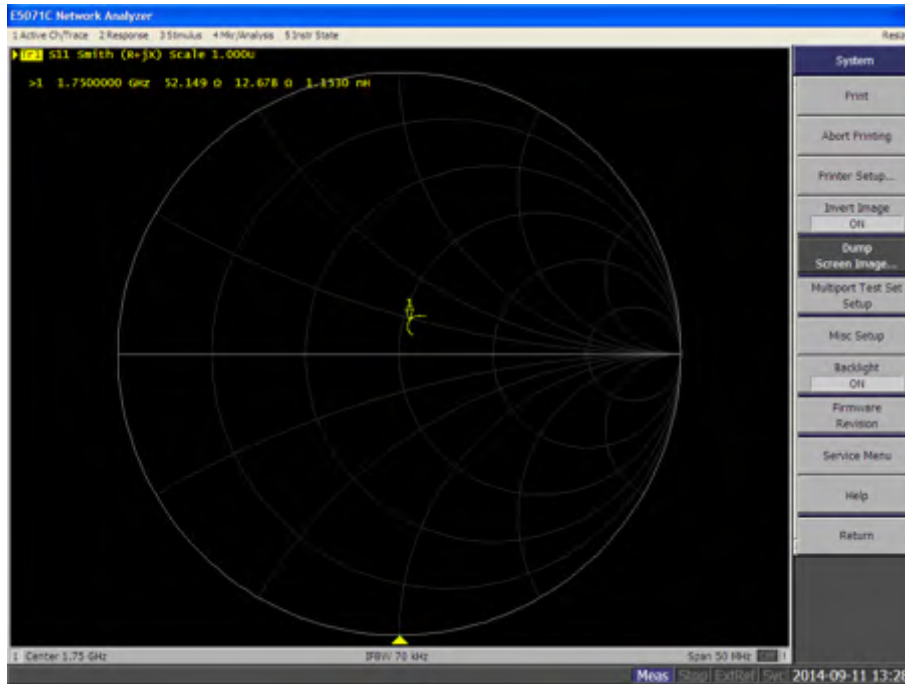 E5071C Network Analyzer
1 Active Ch/Trace 2 Response 3 Stimulus 4 Mkr/Analysis 5 Instr State
Tr1 S11 Smith (R+jX) Scale 1.000U
>1 1.7500000 GHz 52.149 Ω 12.678 Ω 1.1530 nH
1
System
Print
Abort Printing
Printer Setup...
Invert Image
ON
Dump
Screen Image...
Multiport Test Set
Setup
Misc Setup
Backlight
ON
Firmware
Revision
Service Menu
Help
Return
1 Center 1.75 GHz IFBW 70 kHz Span 50 MHz
Meas Stop ExtRef Svc 2014-09-11 13:28